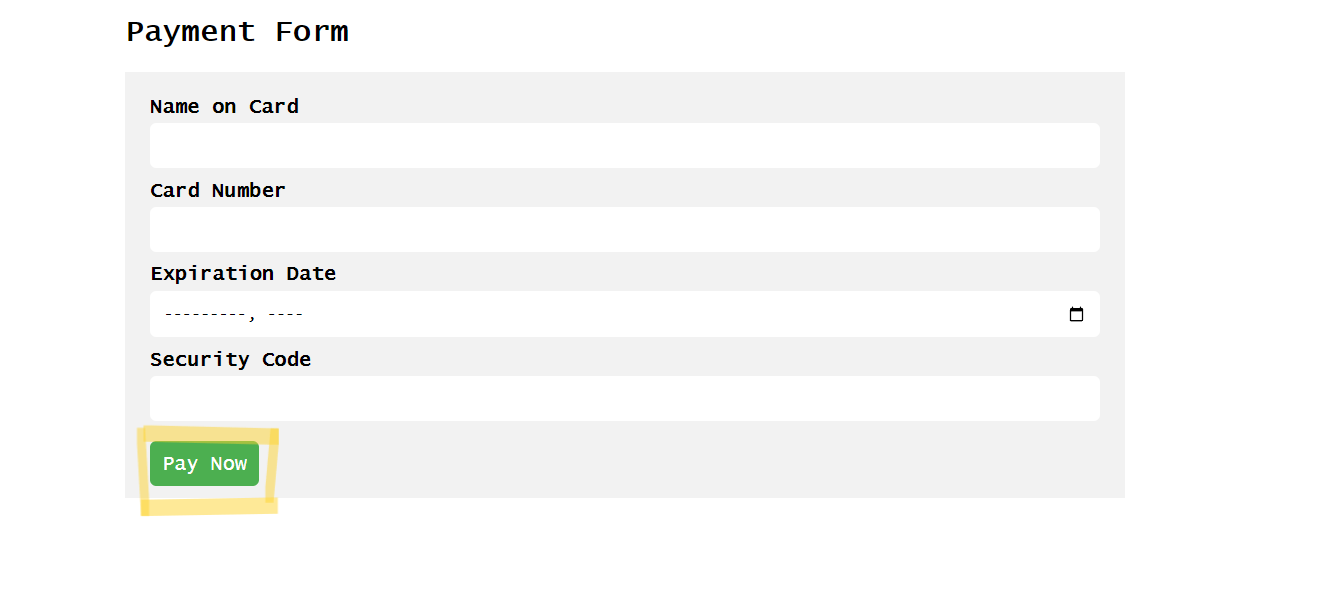 Payment Form
Name on Card
Card Number
Expiration Date
---------, ----
Security Code
Pay Now